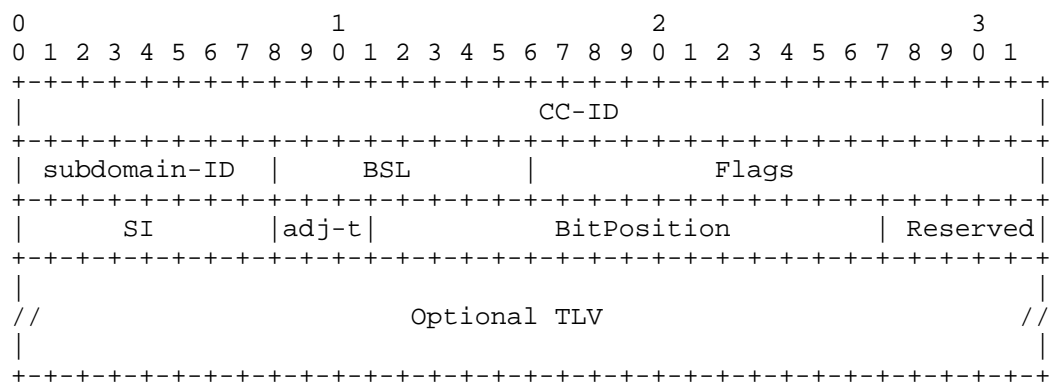 0                   1                   2                   3
0 1 2 3 4 5 6 7 8 9 0 1 2 3 4 5 6 7 8 9 0 1 2 3 4 5 6 7 8 9 0 1
+-+-+-+-+-+-+-+-+-+-+-+-+-+-+-+-+-+-+-+-+-+-+-+-+-+-+-+-+-+-+-+-+
|                             CC-ID                             |
+-+-+-+-+-+-+-+-+-+-+-+-+-+-+-+-+-+-+-+-+-+-+-+-+-+-+-+-+-+-+-+-+
| subdomain-ID  |     BSL       |           Flags               |
+-+-+-+-+-+-+-+-+-+-+-+-+-+-+-+-+-+-+-+-+-+-+-+-+-+-+-+-+-+-+-+-+
|      SI       |adj-t|           BitPosition         | Reserved|
+-+-+-+-+-+-+-+-+-+-+-+-+-+-+-+-+-+-+-+-+-+-+-+-+-+-+-+-+-+-+-+-+
|                                                               |
//                       Optional TLV                          //
|                                                               |
+-+-+-+-+-+-+-+-+-+-+-+-+-+-+-+-+-+-+-+-+-+-+-+-+-+-+-+-+-+-+-+-+